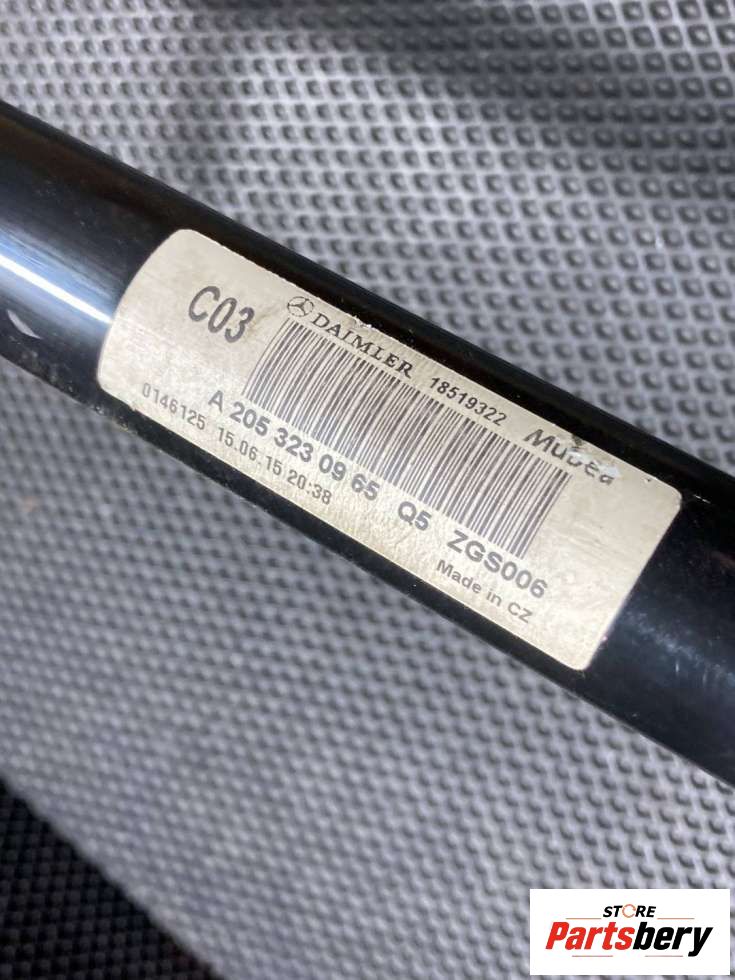 C03 DAIMLER 18519322 Mubea
A 205 323 09 65 Q5 ZGS006
0146125 15.06.15 20:38 Made in CZ
STORE
Partsbery